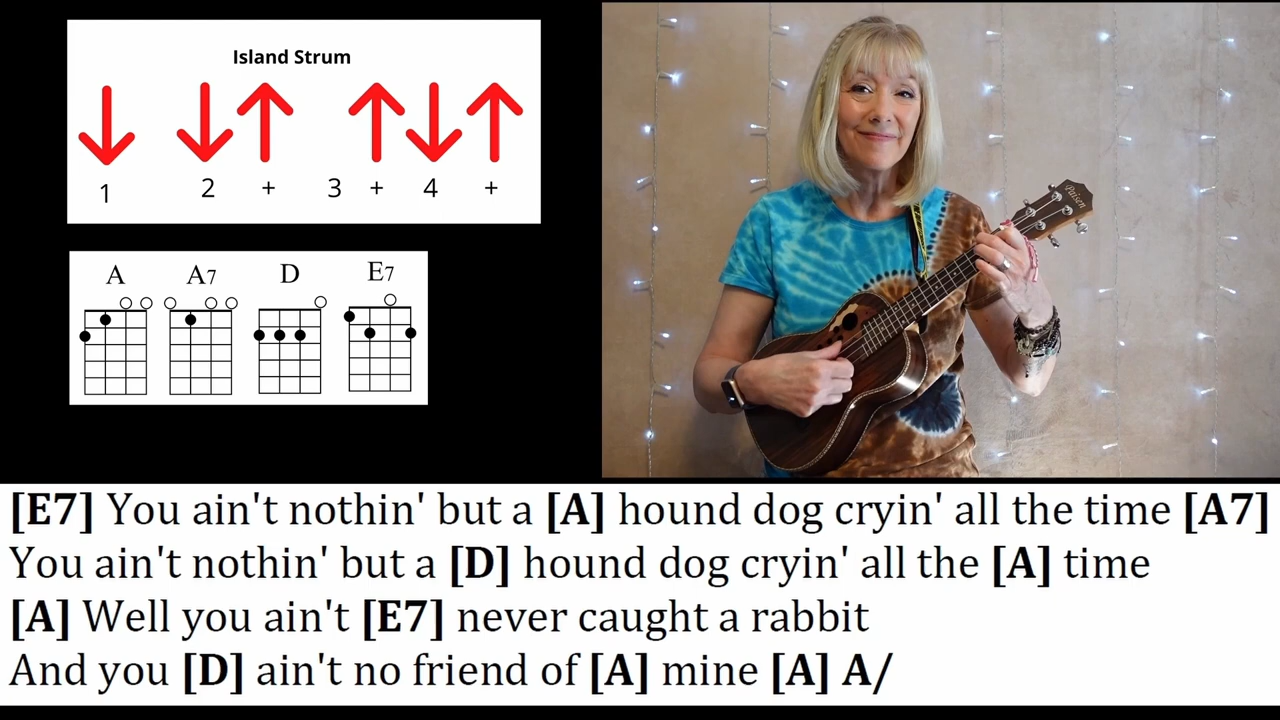 Island Strum
1 2 + 3 + 4 +
A A7 D E7
Paisen
[E7] You ain't nothin' but a [A] hound dog cryin' all the time [A7]
You ain't nothin' but a [D] hound dog cryin' all the [A] time
[A] Well you ain't [E7] never caught a rabbit
And you [D] ain't no friend of [A] mine [A] A/